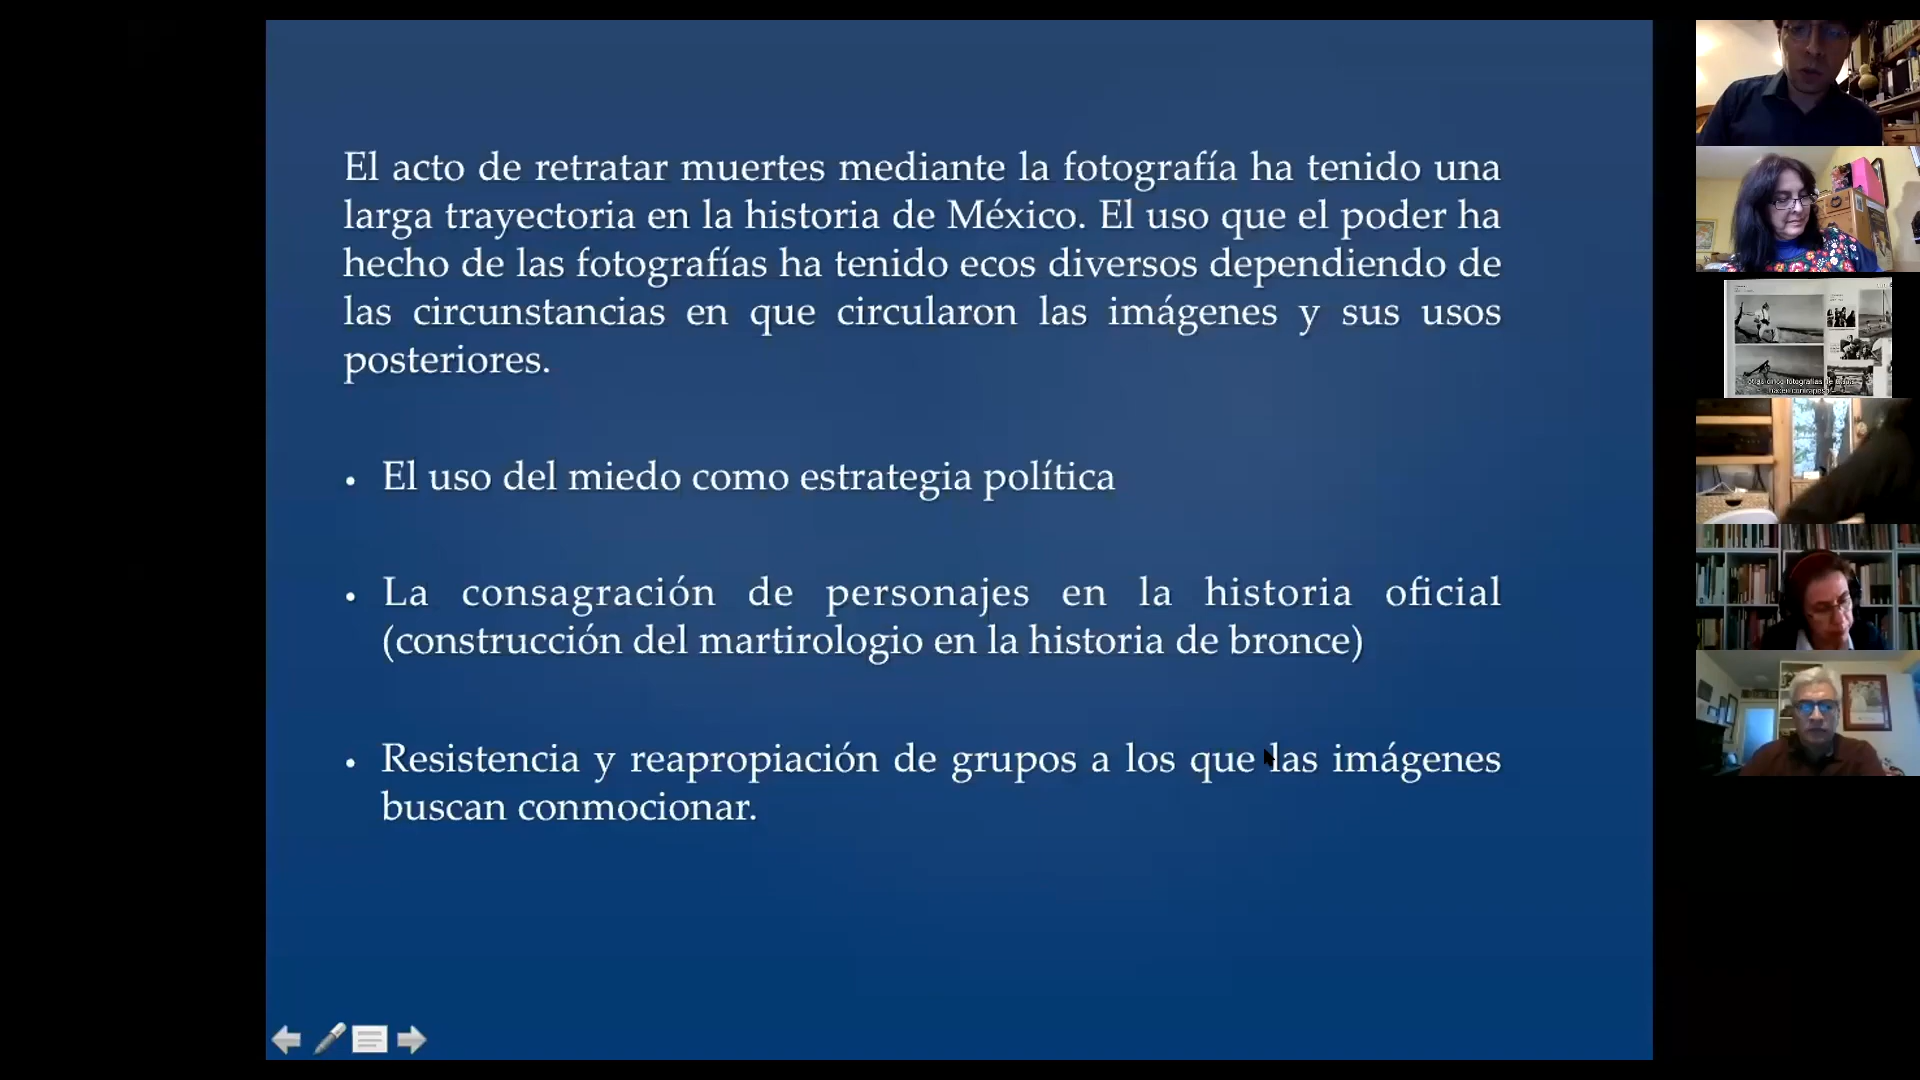 El acto de retratar muertes mediante la fotografía ha tenido una
larga trayectoria en la historia de México. El uso que el poder ha
hecho de las fotografías ha tenido ecos diversos dependiendo de
las circunstancias en que circularon las imágenes y sus usos
posteriores.
• El uso del miedo como estrategia política
• La consagración de personajes en la historia oficial
(construcción del martirologio en la historia de bronce)
• Resistencia y reapropiación de grupos a los que las imágenes
buscan conmocionar.